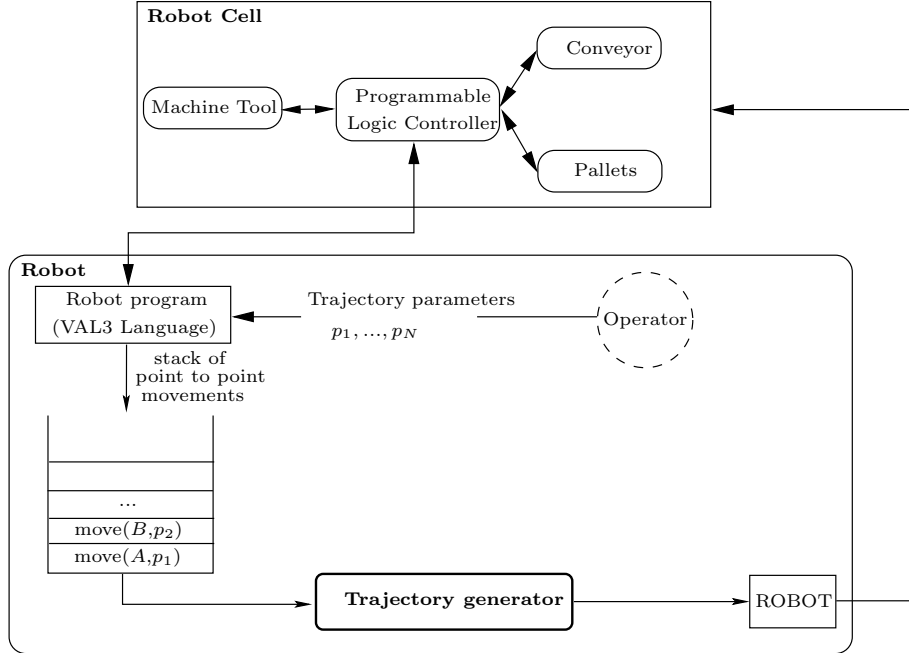 Robot Cell
Conveyor
Machine Tool
Programmable
Logic Controller
Pallets
Robot
Robot program
(VAL3 Language)
Trajectory parameters
p₁, ..., p_N
Operator
stack of
point to point
movements
...
move(B,p₂)
move(A,p₁)
Trajectory generator
ROBOT